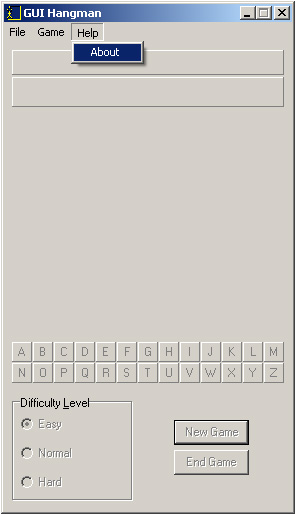 GUI Hangman
File Game Help
About
A B C D E F G H I J K L M
N O P Q R S T U V W X Y Z
Difficulty Level
Easy
Normal
Hard
New Game
End Game